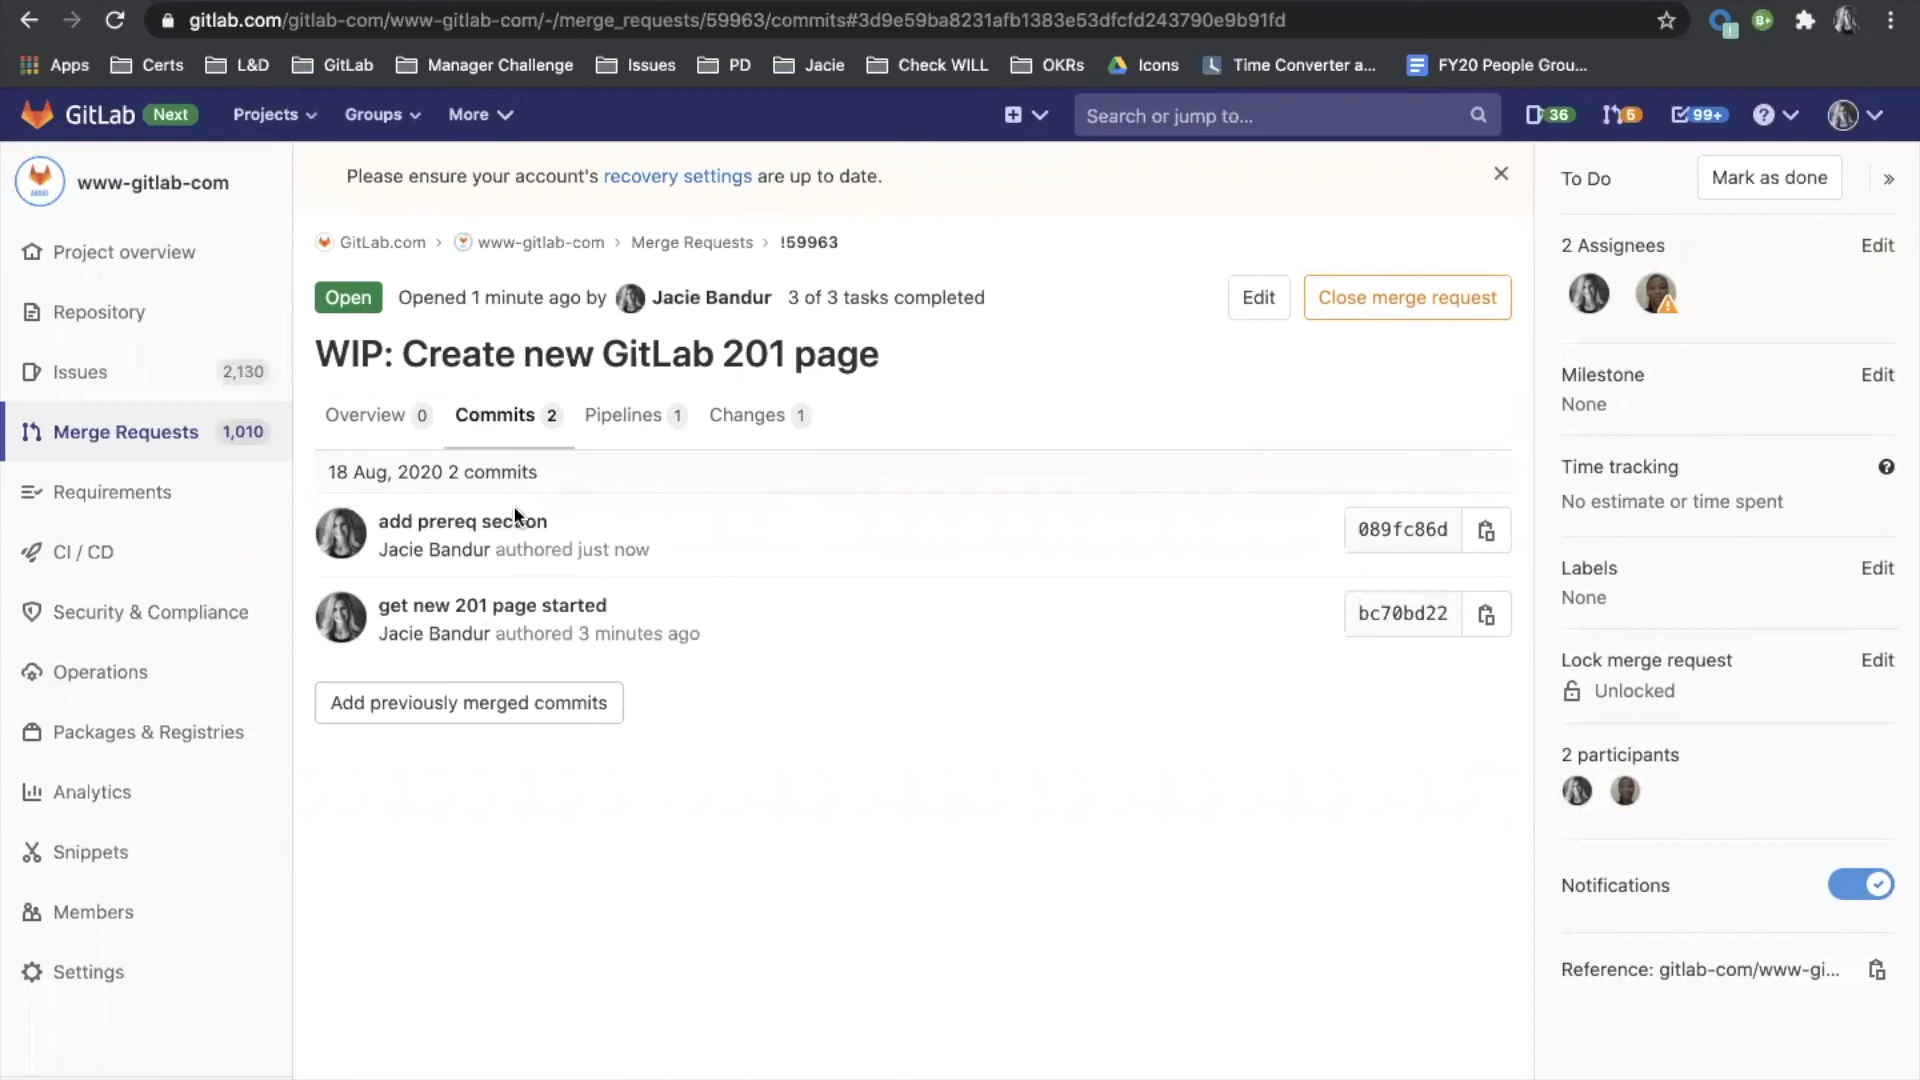 gitlab.com/gitlab-com/www-gitlab-com/-/merge_requests/59963/commits#3d9e59ba8231afb1383e53dfcfd243790e9b91fd
Apps Certs L&D GitLab Manager Challenge Issues PD Jacie Check WILL OKRs Icons Time Converter a... FY20 People Grou...
GitLab Next Projects Groups More Search or jump to... 36 5 99+
www-gitlab-com
Project overview
Repository
Issues 2,130
Merge Requests 1,010
Requirements
CI / CD
Security & Compliance
Operations
Packages & Registries
Analytics
Snippets
Members
Settings
Please ensure your account's recovery settings are up to date.
GitLab.com › www-gitlab-com › Merge Requests › !59963
Open Opened 1 minute ago by Jacie Bandur 3 of 3 tasks completed Edit Close merge request
WIP: Create new GitLab 201 page
Overview 0 Commits 2 Pipelines 1 Changes 1
18 Aug, 2020 2 commits
add prereq section
Jacie Bandur authored just now
089fc86d
get new 201 page started
Jacie Bandur authored 3 minutes ago
bc70bd22
Add previously merged commits
To Do Mark as done »
2 Assignees Edit
Milestone Edit
None
Time tracking
No estimate or time spent
Labels Edit
None
Lock merge request Edit
Unlocked
2 participants
Notifications
Reference: gitlab-com/www-gi...